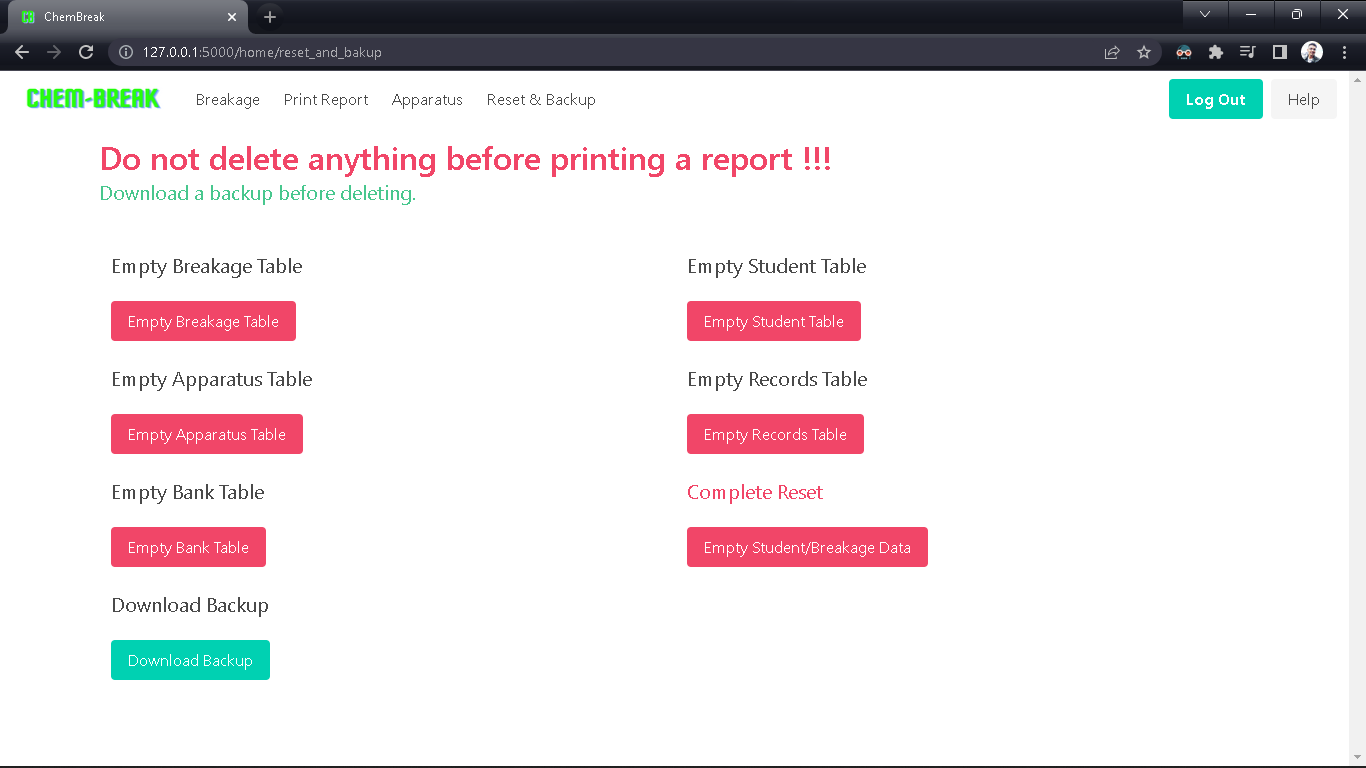 ChemBreak
127.0.0.1:5000/home/reset_and_bakup
CHEM-BREAK
Breakage
Print Report
Apparatus
Reset & Backup
Log Out
Help
Do not delete anything before printing a report !!!
Download a backup before deleting.
Empty Breakage Table
Empty Breakage Table
Empty Student Table
Empty Student Table
Empty Apparatus Table
Empty Apparatus Table
Empty Records Table
Empty Records Table
Empty Bank Table
Empty Bank Table
Complete Reset
Empty Student/Breakage Data
Download Backup
Download Backup